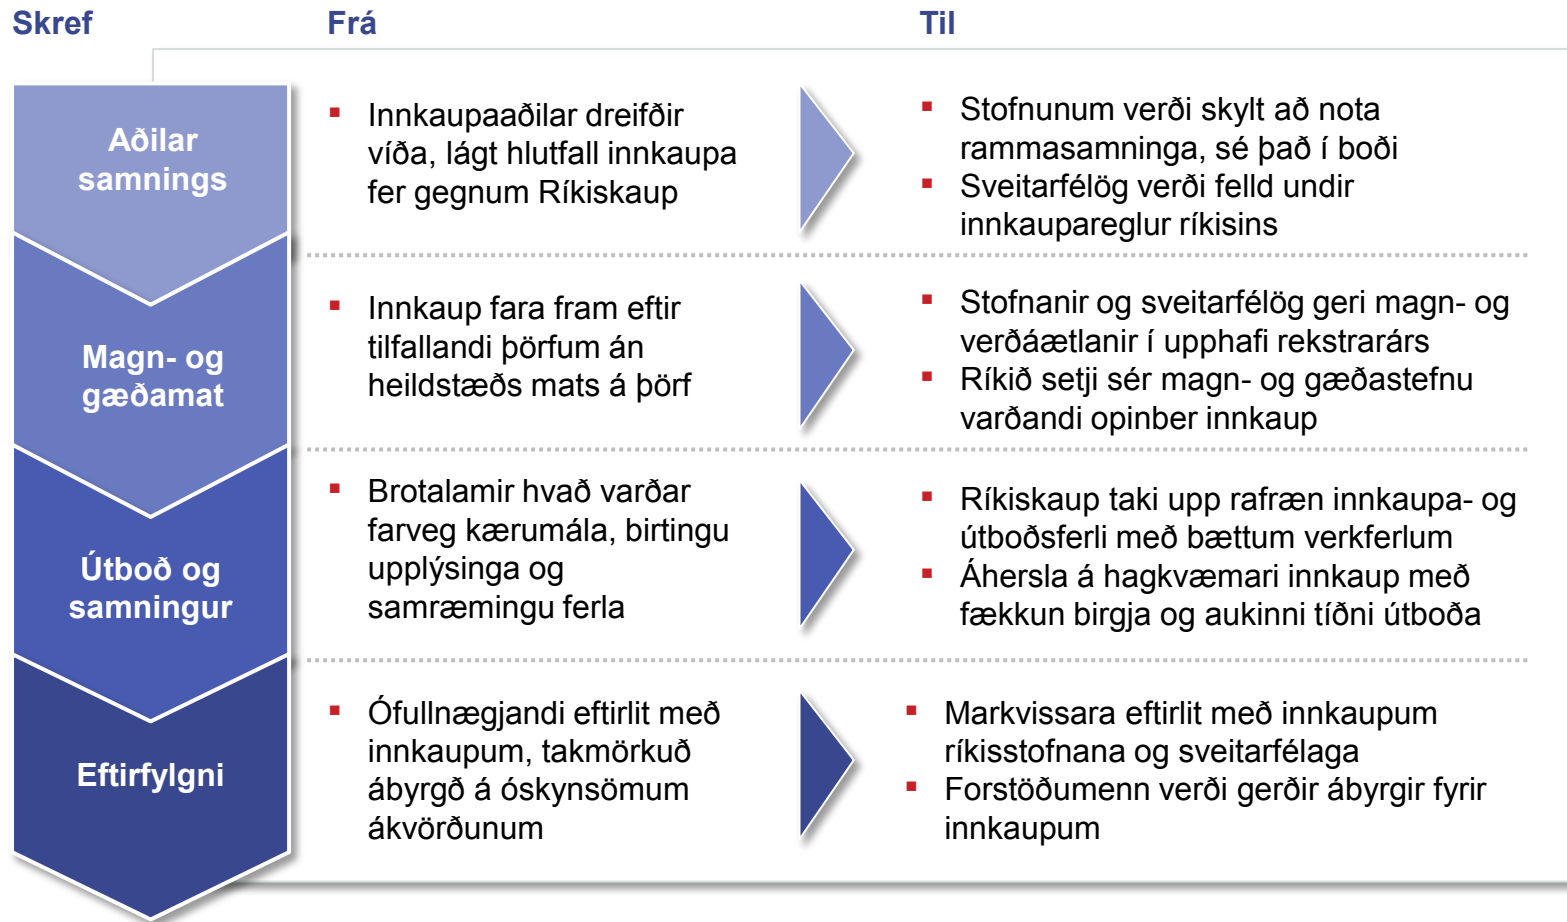 Skref
Frá
Til
Aðilar
samnings
Innkaupaaðilar dreifðir
víða, lágt hlutfall innkaupa
fer gegnum Ríkiskaup
Stofnunum verði skylt að nota
rammasamninga, sé það í boði
Sveitarfélög verði felld undir
innkaupareglur ríkisins
Magn- og
gæðamat
Innkaup fara fram eftir
tilfallandi þörfum án
heildstæðs mats á þörf
Stofnanir og sveitarfélög geri magn- og
verðáætlanir í upphafi rekstrarárs
Ríkið setji sér magn- og gæðastefnu
varðandi opinber innkaup
Útboð og
samningur
Brotalamir hvað varðar
farveg kærumála, birtingu
upplýsinga og
samræmingu ferla
Ríkiskaup taki upp rafræn innkaupa- og
útboðsferli með bættum verkferlum
Áhersla á hagkvæmari innkaup með
fækkun birgja og aukinni tíðni útboða
Eftirfylgni
Ófullnægjandi eftirlit með
innkaupum, takmörkuð
ábyrgð á óskynsömum
ákvörðunum
Markvissara eftirlit með innkaupum
ríkisstofnana og sveitarfélaga
Forstöðumenn verði gerðir ábyrgir fyrir
innkaupum